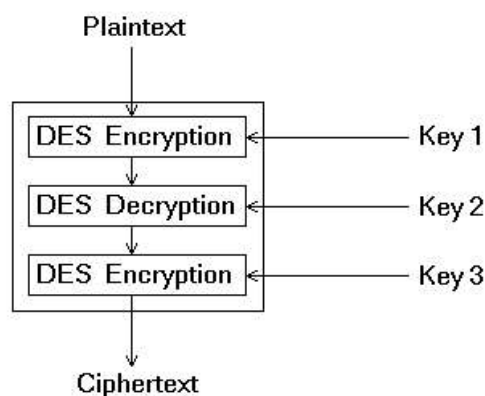 Plaintext
DES Encryption
Key 1
DES Decryption
Key 2
DES Encryption
Key 3
Ciphertext